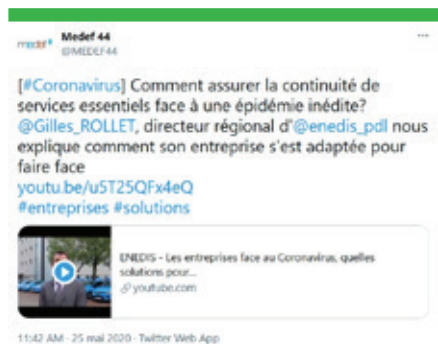 medef
Medef 44
@MEDEF44
[#Coronavirus] Comment assurer la continuité de
services essentiels face à une épidémie inédite?
@Gilles_ROLLET, directeur régional d'@enedis_pdl nous
explique comment son entreprise s'est adaptée pour
faire face
youtu.be/u5T25QFx4eQ
#entreprises #solutions
ENEDIS - Les entreprises face au Coronavirus, quelles
solutions pour...
youtube.com
11:42 AM · 25 mai 2020 · Twitter Web App